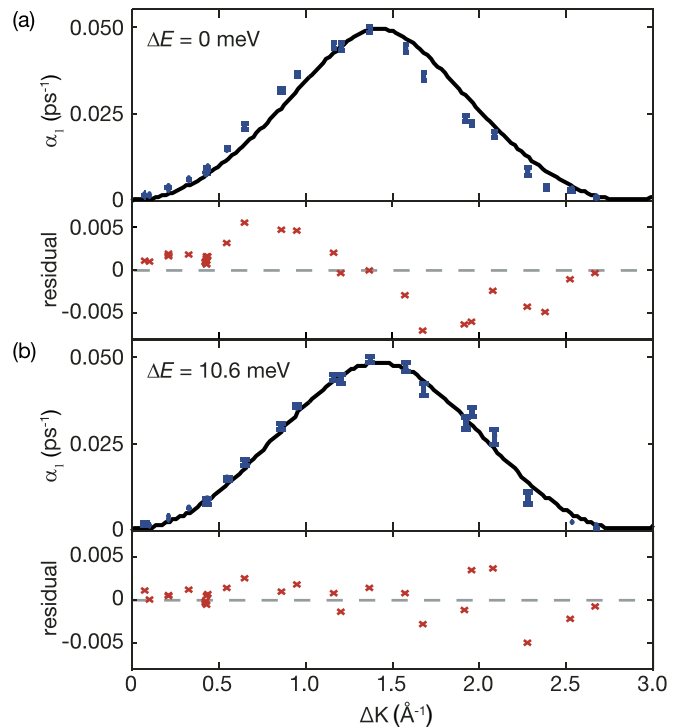 (a)
ΔE = 0 meV
0.050
0.025
0
α₁ (ps⁻¹)
0.005
0
-0.005
residual
(b)
ΔE = 10.6 meV
0.050
0.025
0
α₁ (ps⁻¹)
0.005
0
-0.005
residual
0 0.5 1.0 1.5 2.0 2.5 3.0
ΔK (Å⁻¹)